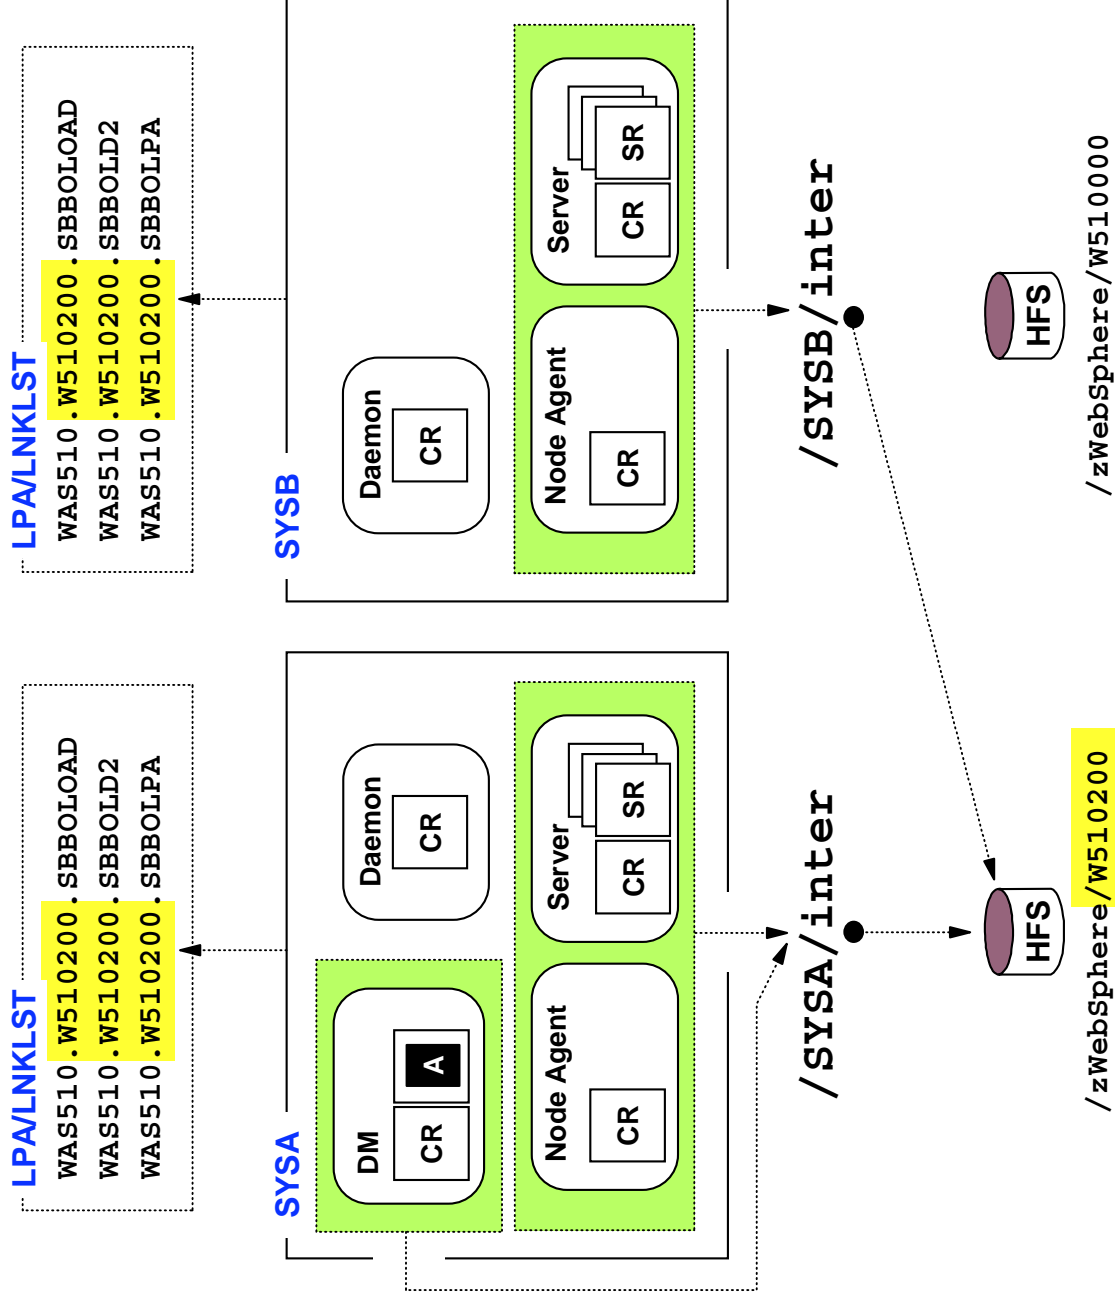 LPA/LNKLST
WAS510.W510200.SBBOLOAD
WAS510.W510200.SBBOLD2
WAS510.W510200.SBBOLPA
SYSA
DM
CR
A
Daemon
CR
Node Agent
CR
Server
CR
SR
/SYSA/inter
HFS
/zWebSphere/W510200
LPA/LNKLST
WAS510.W510200.SBBOLOAD
WAS510.W510200.SBBOLD2
WAS510.W510200.SBBOLPA
SYSB
Daemon
CR
Node Agent
CR
Server
CR
SR
/SYSB/inter
HFS
/zWebSphere/W510000